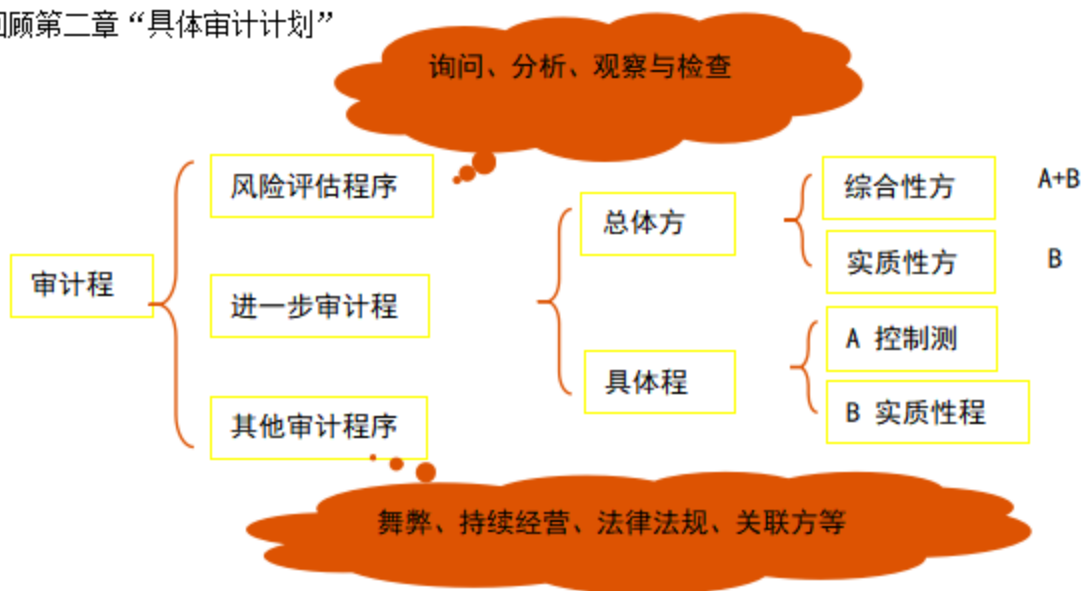 回顾第二章“具体审计计划”
询问、分析、观察与检查
风险评估程序
综合性方
A+B
总体方
实质性方
B
审计程
进一步审计程
A 控制测
具体程
B 实质性程
其他审计程序
舞弊、持续经营、法律法规、关联方等